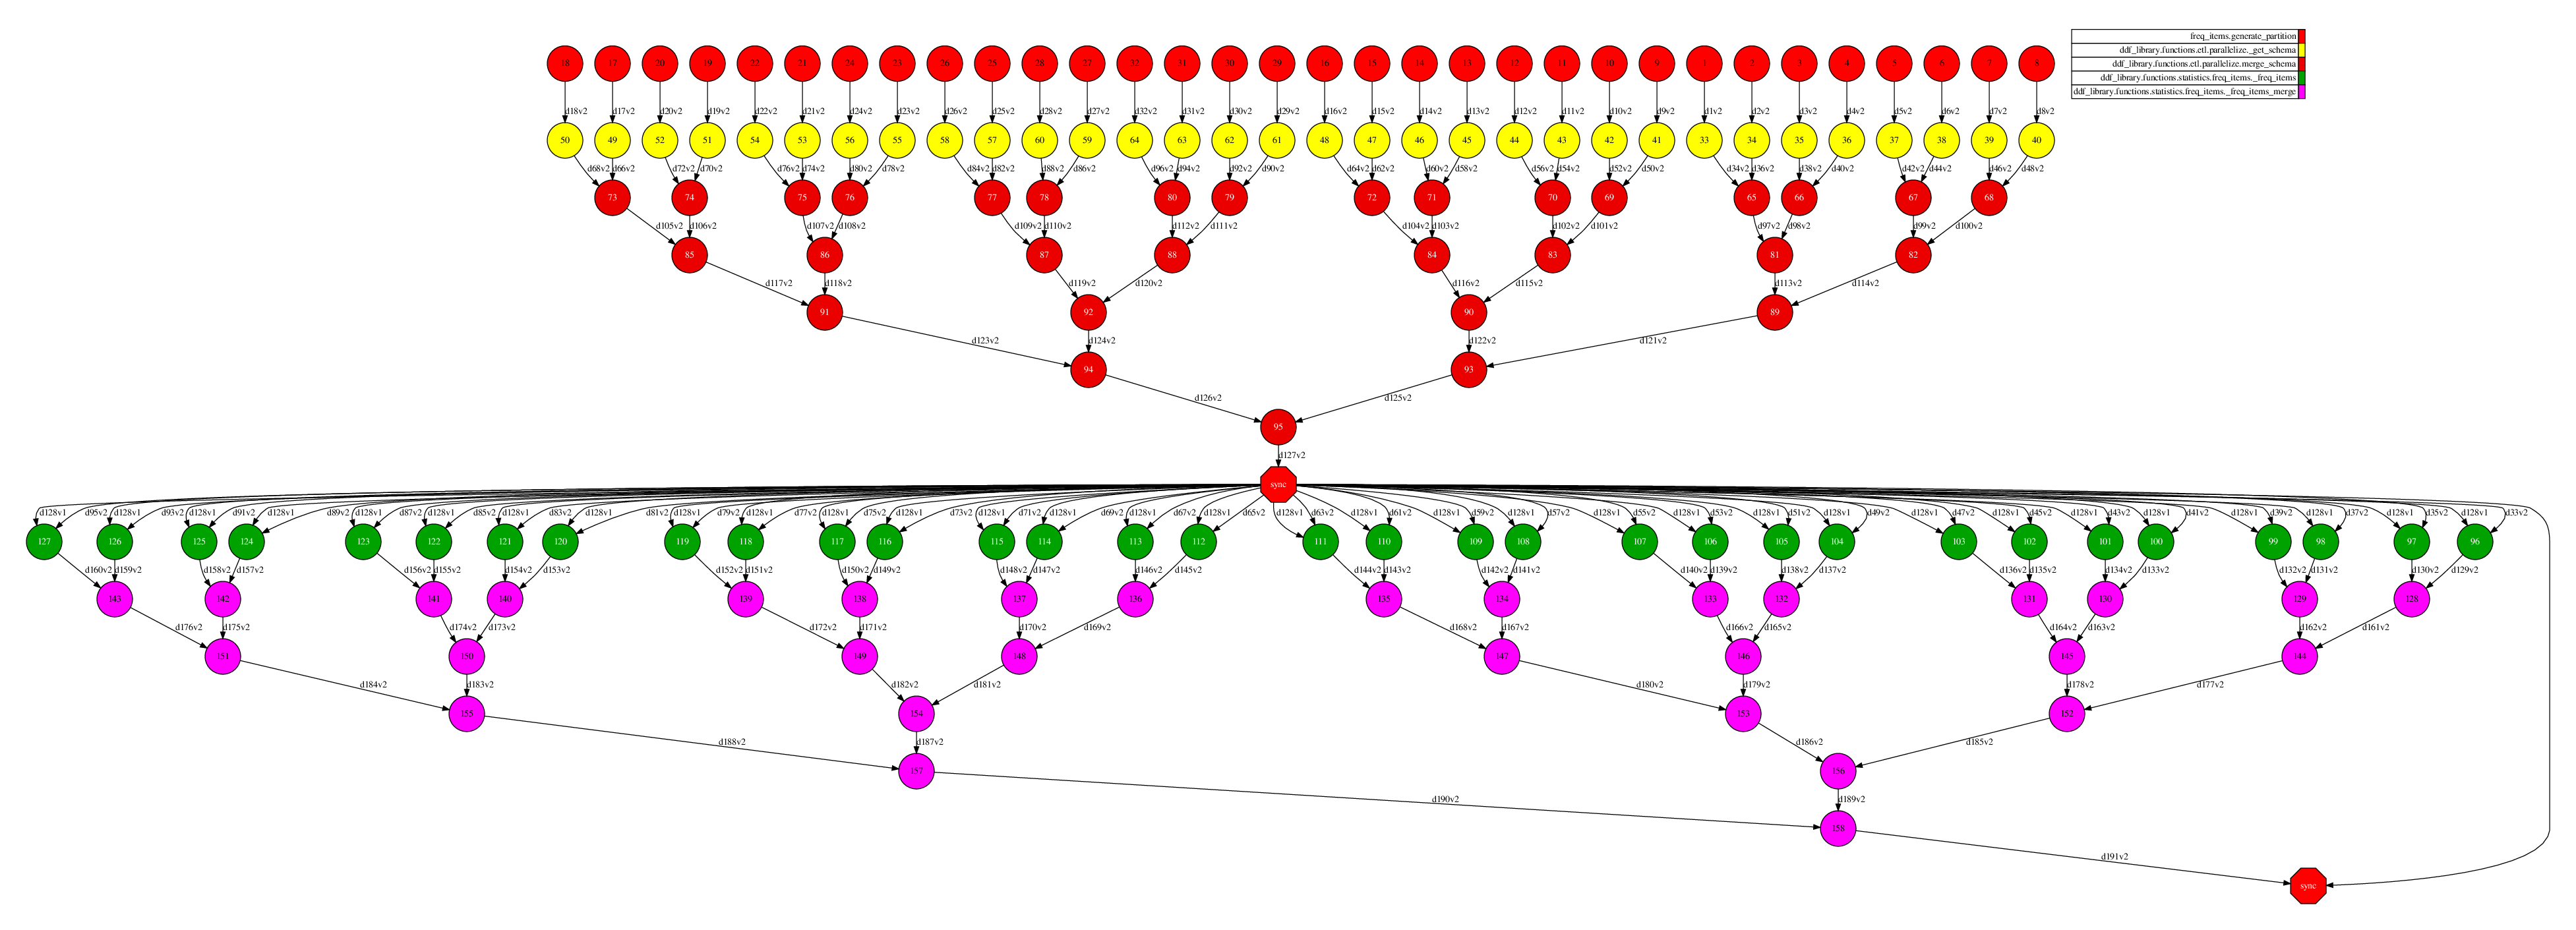 freq_items.generate_partition
ddf_library.functions.etl.parallelize._get_schema
ddf_library.functions.etl.parallelize.merge_schema
ddf_library.functions.statistics.freq_items._freq_items
ddf_library.functions.statistics.freq_items._freq_items_merge
18 17 20 19 22 21 24 23 26 25 28 27 32 31 30 29 16 15 14 13 12 11 10 9 1 2 3 4 5 6 7 8
d18v2 d17v2 d20v2 d19v2 d22v2 d21v2 d24v2 d23v2 d26v2 d25v2 d28v2 d27v2 d32v2 d31v2 d30v2 d29v2 d16v2 d15v2 d14v2 d13v2 d12v2 d11v2 d10v2 d9v2 d1v2 d2v2 d3v2 d4v2 d5v2 d6v2 d7v2 d8v2
50 49 52 51 54 53 56 55 58 57 60 59 64 63 62 61 48 47 46 45 44 43 42 41 33 34 35 36 37 38 39 40
d68v2 d66v2 d72v2 d70v2 d76v2 d74v2 d80v2 d78v2 d84v2 d82v2 d88v2 d86v2 d96v2 d94v2 d92v2 d90v2 d64v2 d62v2 d60v2 d58v2 d56v2 d54v2 d52v2 d50v2 d34v2 d36v2 d38v2 d40v2 d42v2 d44v2 d46v2 d48v2
73 74 75 76 77 78 80 79 72 71 70 69 65 66 67 68
d105v2 d106v2 d107v2 d108v2 d109v2 d110v2 d112v2 d111v2 d104v2 d103v2 d102v2 d101v2 d97v2 d98v2 d99v2 d100v2
85 86 87 88 84 83 81 82
d117v2 d118v2 d119v2 d120v2 d116v2 d115v2 d113v2 d114v2
91 92 90 89
d123v2 d124v2 d122v2 d121v2
94 93
d126v2 d125v2
95
d127v2
sync
d128v1 d95v2 d128v1 d93v2 d128v1 d91v2 d128v1 d89v2 d128v1 d87v2 d128v1 d85v2 d128v1 d83v2 d128v1 d81v2 d128v1 d79v2 d128v1 d77v2 d128v1 d75v2 d128v1 d73v2 d128v1 d71v2 d128v1 d69v2 d128v1 d67v2 d128v1 d65v2 d128v1 d63v2 d128v1 d61v2 d128v1 d59v2 d128v1 d57v2 d128v1 d55v2 d128v1 d53v2 d128v1 d51v2 d128v1 d49v2 d128v1 d47v2 d128v1 d45v2 d128v1 d43v2 d128v1 d41v2 d128v1 d39v2 d128v1 d37v2 d128v1 d35v2 d128v1 d33v2
127 126 125 124 123 122 121 120 119 118 117 116 115 114 113 112 111 110 109 108 107 106 105 104 103 102 101 100 99 98 97 96
d160v2 d159v2 d158v2 d157v2 d156v2 d155v2 d154v2 d153v2 d152v2 d151v2 d150v2 d149v2 d148v2 d147v2 d146v2 d145v2 d144v2 d143v2 d142v2 d141v2 d140v2 d139v2 d138v2 d137v2 d136v2 d135v2 d134v2 d133v2 d132v2 d131v2 d130v2 d129v2
143 142 141 140 139 138 137 136 135 134 133 132 131 130 129 128
d176v2 d175v2 d174v2 d173v2 d172v2 d171v2 d170v2 d169v2 d168v2 d167v2 d166v2 d165v2 d164v2 d163v2 d162v2 d161v2
151 150 149 148 147 146 145 144
d184v2 d183v2 d182v2 d181v2 d180v2 d179v2 d178v2 d177v2
155 154 153 152
d188v2 d187v2 d186v2 d185v2
157 156
d190v2 d189v2
158
d191v2
sync